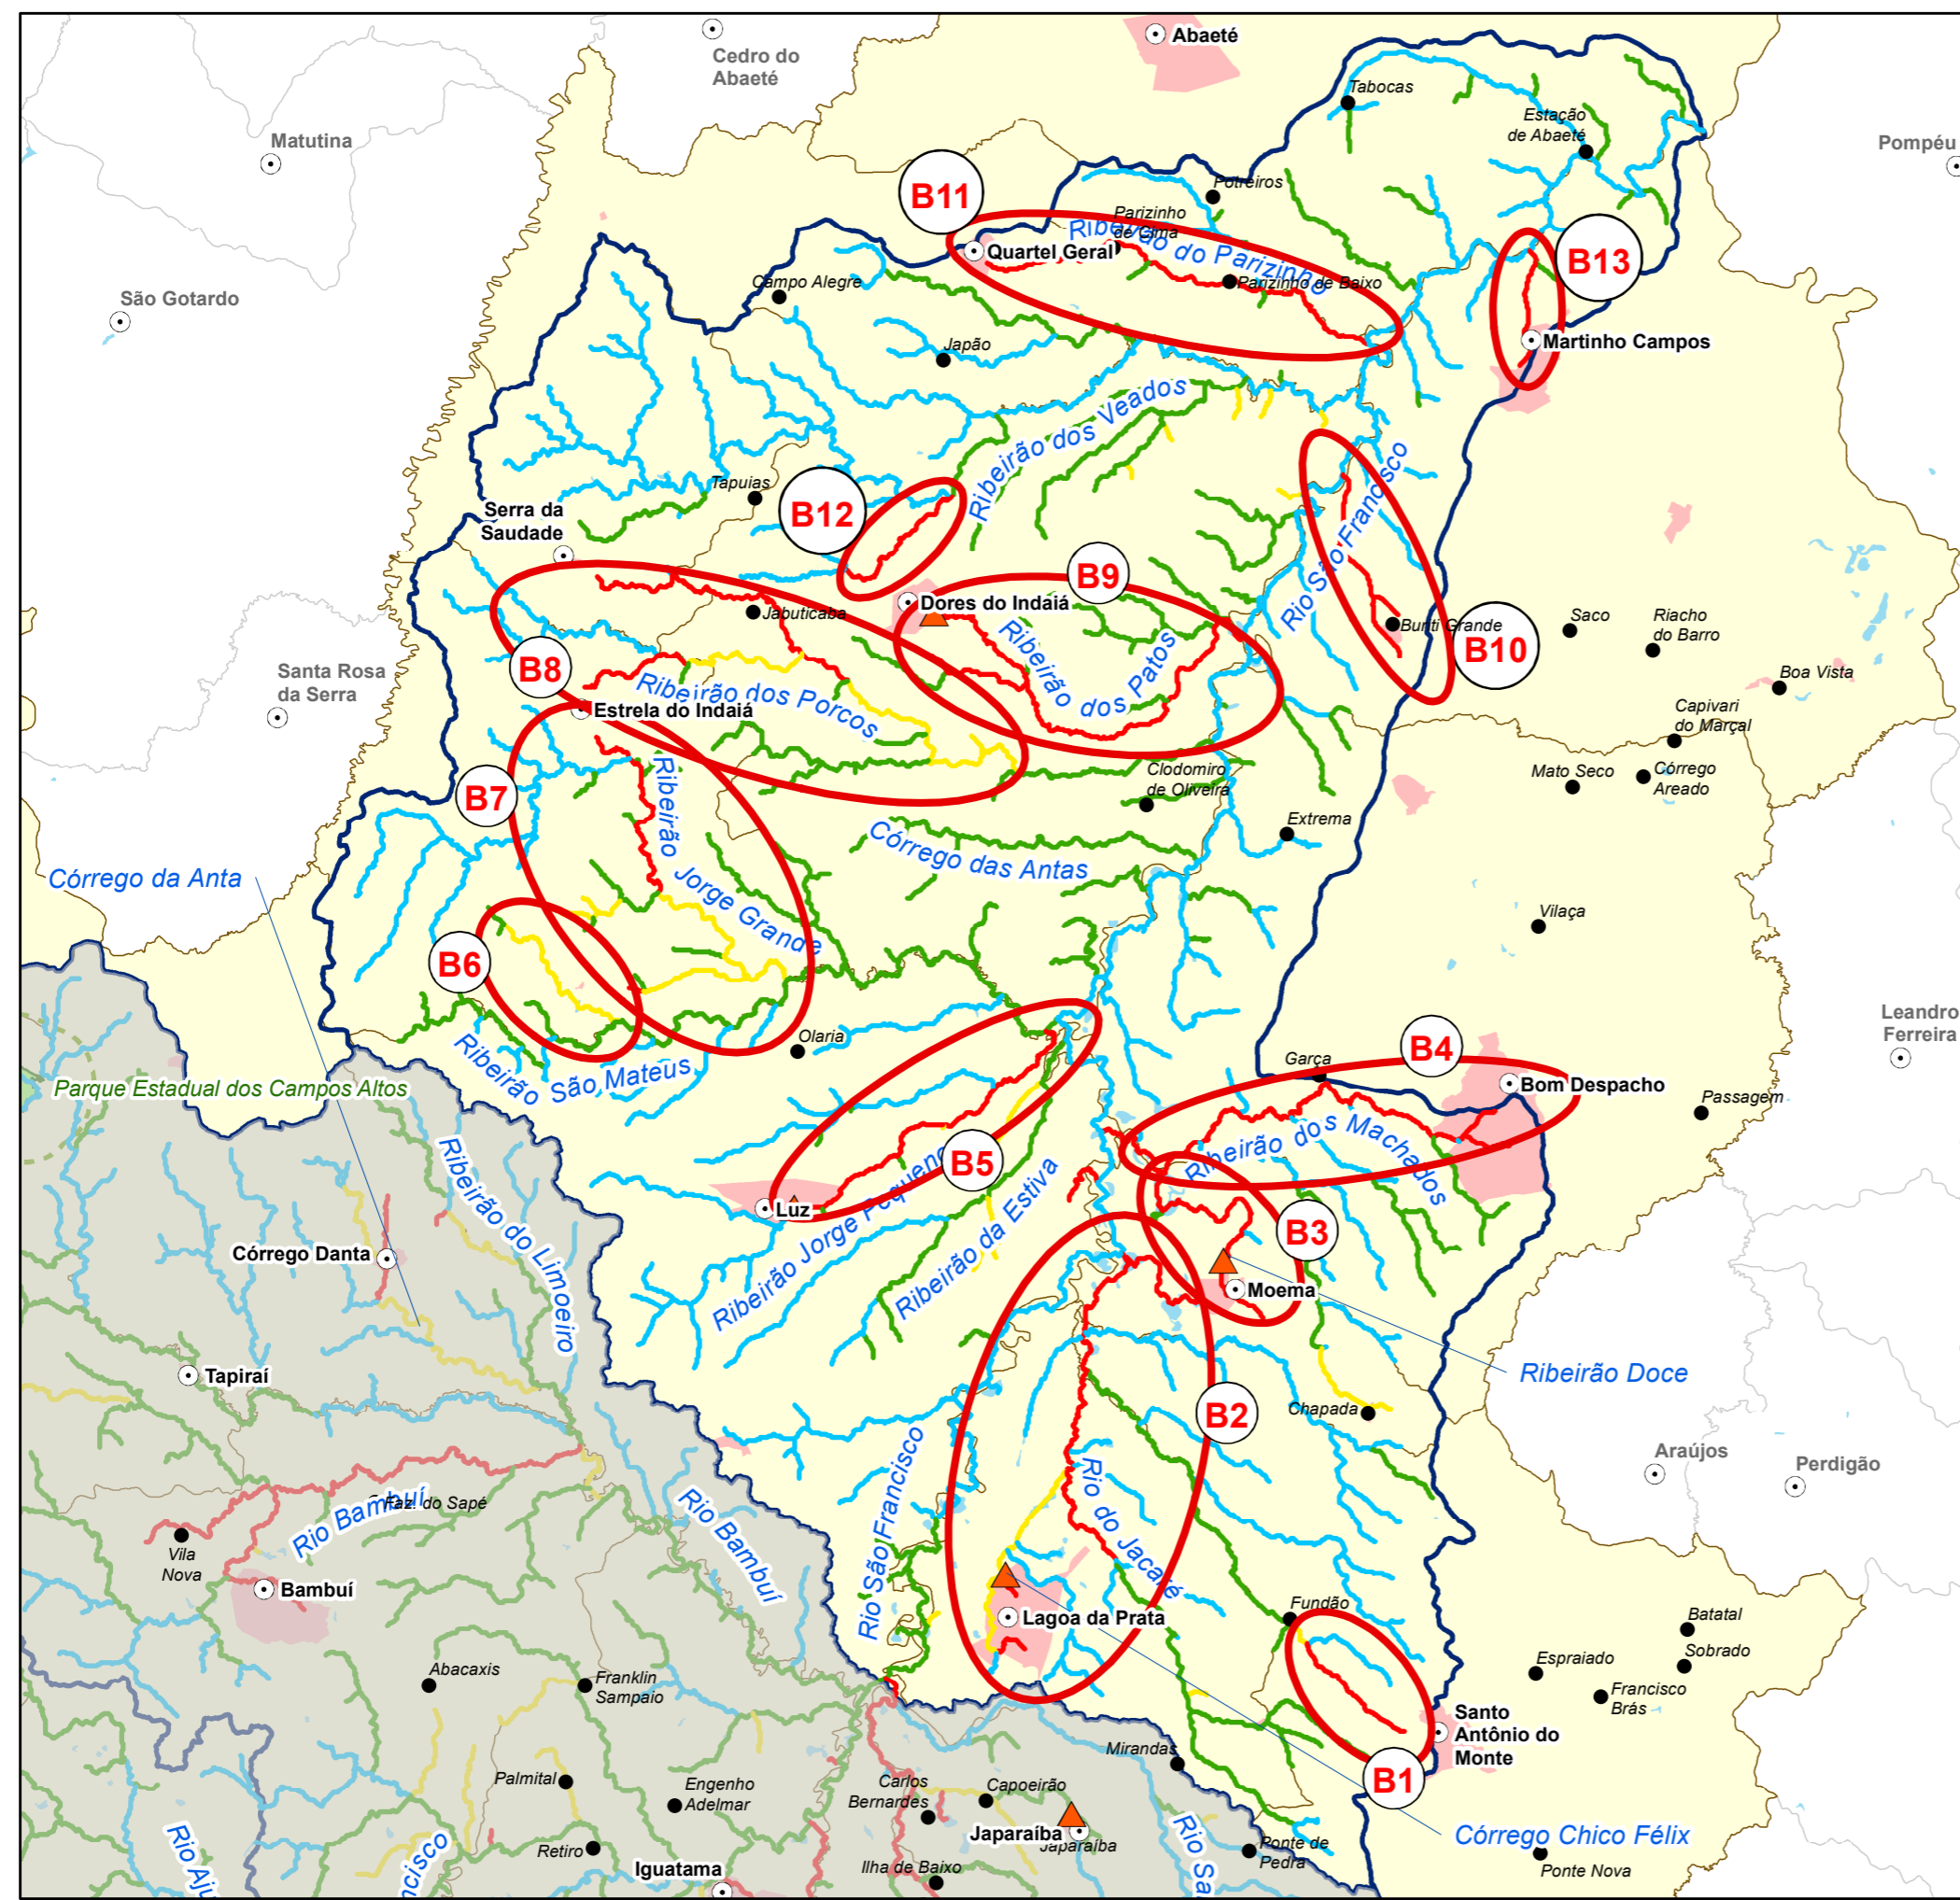 Abaeté
Cedro do
Abaeté
Tabocas
Estação
de Abaeté
Matutina
Pompéu
B11
Potreiros
Parizinho
de Cima
Ribeirão do Parizinho
Quartel Geral
B13
Parizinho de Baixo
Campo Alegre
São Gotardo
Japão
Martinho Campos
Ribeirão dos Veados
Rio São Francisco
Tapuias
B12
Serra da
Saudade
B9
Dores do Indaiá
Jabuticaba
Buriti Grande
Saco
Riacho
do Barro
B10
B8
Ribeirão dos Patos
Santa Rosa
da Serra
Boa Vista
Ribeirão dos Porcos
Estrela do Indaiá
Capivari
do Marçal
Clodomiro
de Oliveira
Mato Seco
Córrego
Areado
B7
Ribeirão Jorge Grande
Extrema
Córrego das Antas
Córrego da Anta
Vilaça
B6
Leandro
Ferreira
Olaria
Ribeirão São Mateus
Garça
B4
Bom Despacho
Parque Estadual dos Campos Altos
Passagem
Ribeirão dos Machados
B5
Luz
Ribeirão Jorge Pequeno
Ribeirão da Estiva
Ribeirão do Limoeiro
B3
Córrego Danta
Moema
Tapiraí
Ribeirão Doce
B2
Chapada
Rio São Francisco
Araújos
Perdigão
Rio do Jacaré
Faz. do Sapé
Rio Bambuí
Rio Bambuí
Vila
Nova
Bambuí
Lagoa da Prata
Fundão
Batatal
Sobrado
Espraiado
Abacaxis
Franklin
Sampaio
Francisco
Brás
Santo
Antônio do
Monte
Mirandas
B1
Palmital
Engenho
Adelmar
Carlos
Bernardes
Capoeirão
Japaraíba
Japaraíba
Córrego Chico Félix
Retiro
Ponte de
Pedra
Ponte Nova
Iguatama
Ilha de Baixo
Rio Aju
ncisco
Rio Sa